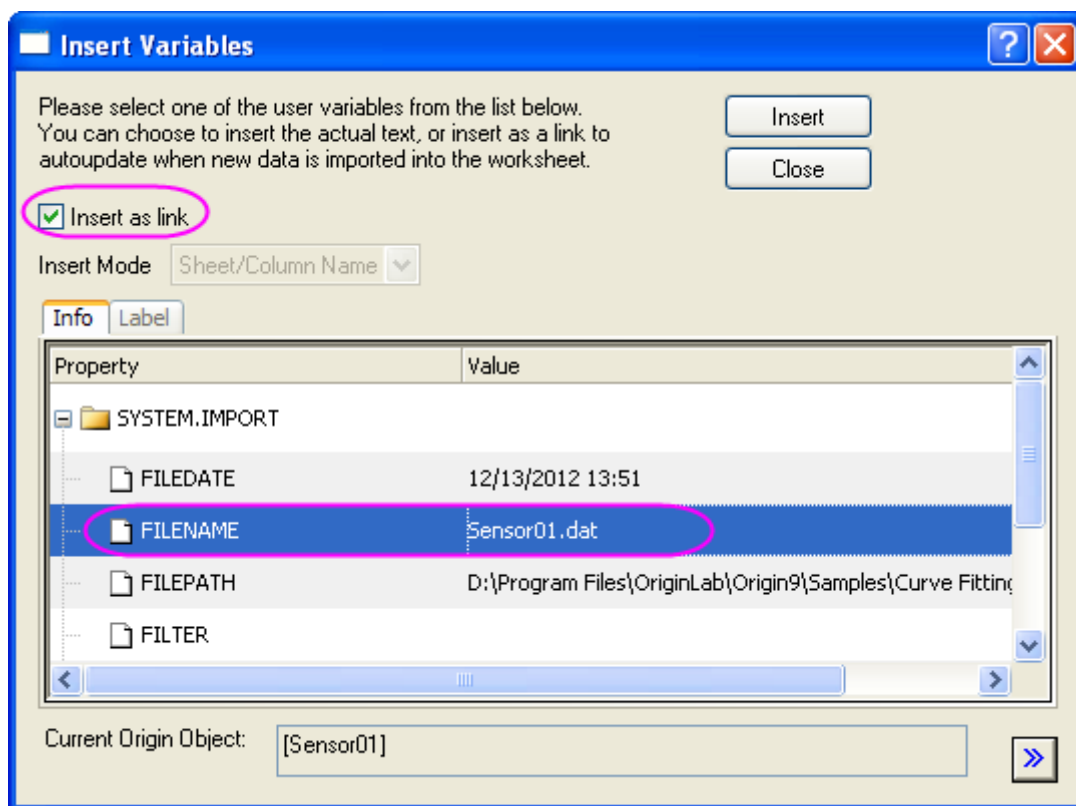 Insert Variables
Please select one of the user variables from the list below.
You can choose to insert the actual text, or insert as a link to
autoupdate when new data is imported into the worksheet.
Insert
Close
Insert as link
Insert Mode Sheet/Column Name
Info Label
Property Value
SYSTEM.IMPORT
FILEDATE 12/13/2012 13:51
FILENAME Sensor01.dat
FILEPATH D:\Program Files\OriginLab\Origin9\Samples\Curve Fitting
FILTER
Current Origin Object: [Sensor01]